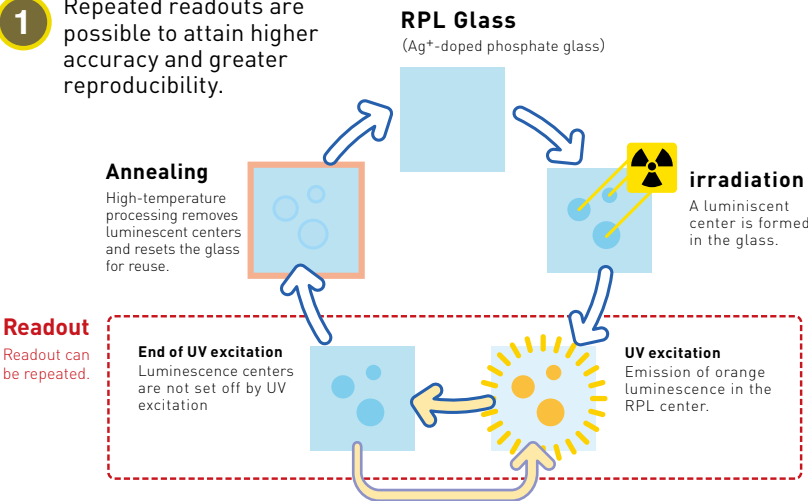 1
Repeated readouts are
possible to attain higher
accuracy and greater
reproducibility.
RPL Glass
(Ag⁺-doped phosphate glass)
Annealing
High-temperature
processing removes
luminescent centers
and resets the glass
for reuse.
irradiation
A luminiscent
center is formed
in the glass.
Readout
Readout can
be repeated.
End of UV excitation
Luminescence centers
are not set off by UV
excitation
UV excitation
Emission of orange
luminescence in the
RPL center.